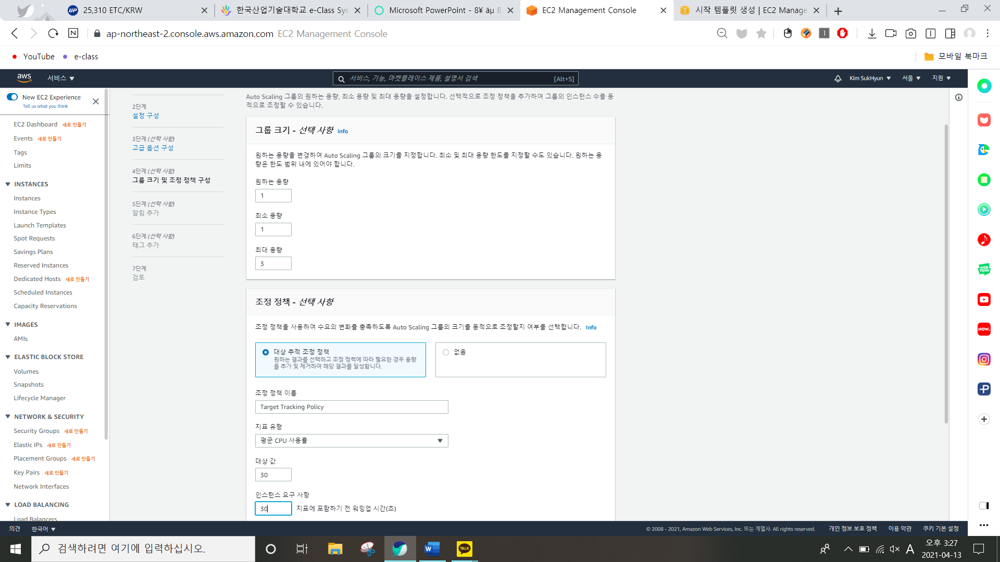 25,310 ETC/KRW
한국산업기술대학교 e-Class Sys
Microsoft PowerPoint - 8¥ äµ 8
EC2 Management Console
시작 템플릿 생성 | EC2 Manage
ap-northeast-2.console.aws.amazon.com EC2 Management Console
YouTube
e-class
모바일 북마크
aws
서비스
서비스, 기능, 마켓플레이스 제품, 설명서 검색
[Alt+S]
Kim SukHyun
서울
지원
New EC2 Experience
Tell us what you think
EC2 Dashboard 새로 만들기
Events 새로 만들기
Tags
Limits
INSTANCES
Instances
Instance Types
Launch Templates
Spot Requests
Savings Plans
Reserved Instances
Dedicated Hosts 새로 만들기
Scheduled Instances
Capacity Reservations
IMAGES
AMIs
ELASTIC BLOCK STORE
Volumes
Snapshots
Lifecycle Manager
NETWORK & SECURITY
Security Groups 새로 만들기
Elastic IPs 새로 만들기
Placement Groups 새로 만들기
Key Pairs 새로 만들기
Network Interfaces
LOAD BALANCING
Load Balancers
2단계
설정 구성
3단계 (선택 사항)
고급 옵션 구성
4단계 (선택 사항)
그룹 크기 및 조정 정책 구성
5단계 (선택 사항)
알림 추가
6단계 (선택 사항)
태그 추가
7단계
검토
Auto Scaling 그룹의 원하는 용량, 최소 용량 및 최대 용량을 설정합니다. 선택적으로 조정 정책을 추가하여 그룹의 인스턴스 수를 동
적으로 조정할 수 있습니다.
그룹 크기 - 선택 사항 Info
원하는 용량을 변경하여 Auto Scaling 그룹의 크기를 지정합니다. 최소 및 최대 용량 한도를 지정할 수도 있습니다. 원하는 용
량은 한도 범위 내에 있어야 합니다.
원하는 용량
1
최소 용량
1
최대 용량
3
조정 정책 - 선택 사항
조정 정책을 사용하여 수요의 변화를 충족하도록 Auto Scaling 그룹의 크기를 동적으로 조정할지 여부를 선택합니다. Info
대상 추적 조정 정책
원하는 결과를 선택하고 조정 정책에 따라 필요한 경우 용량
을 추가 및 제거하여 해당 결과를 달성합니다.
없음
조정 정책 이름
Target Tracking Policy
지표 유형
평균 CPU 사용률
대상 값
30
인스턴스 요구 사항
30 지표에 포함하기 전 워밍업 시간(초)
WEB
TOON
NOW.
의견
한국어
© 2008 - 2021, Amazon Web Services, Inc. 또는 계열사. All rights reserved.
개인 정보 보호 정책
이용 약관
쿠키 기본 설정
검색하려면 여기에 입력하십시오.
TALK
A
오후 3:27
2021-04-13